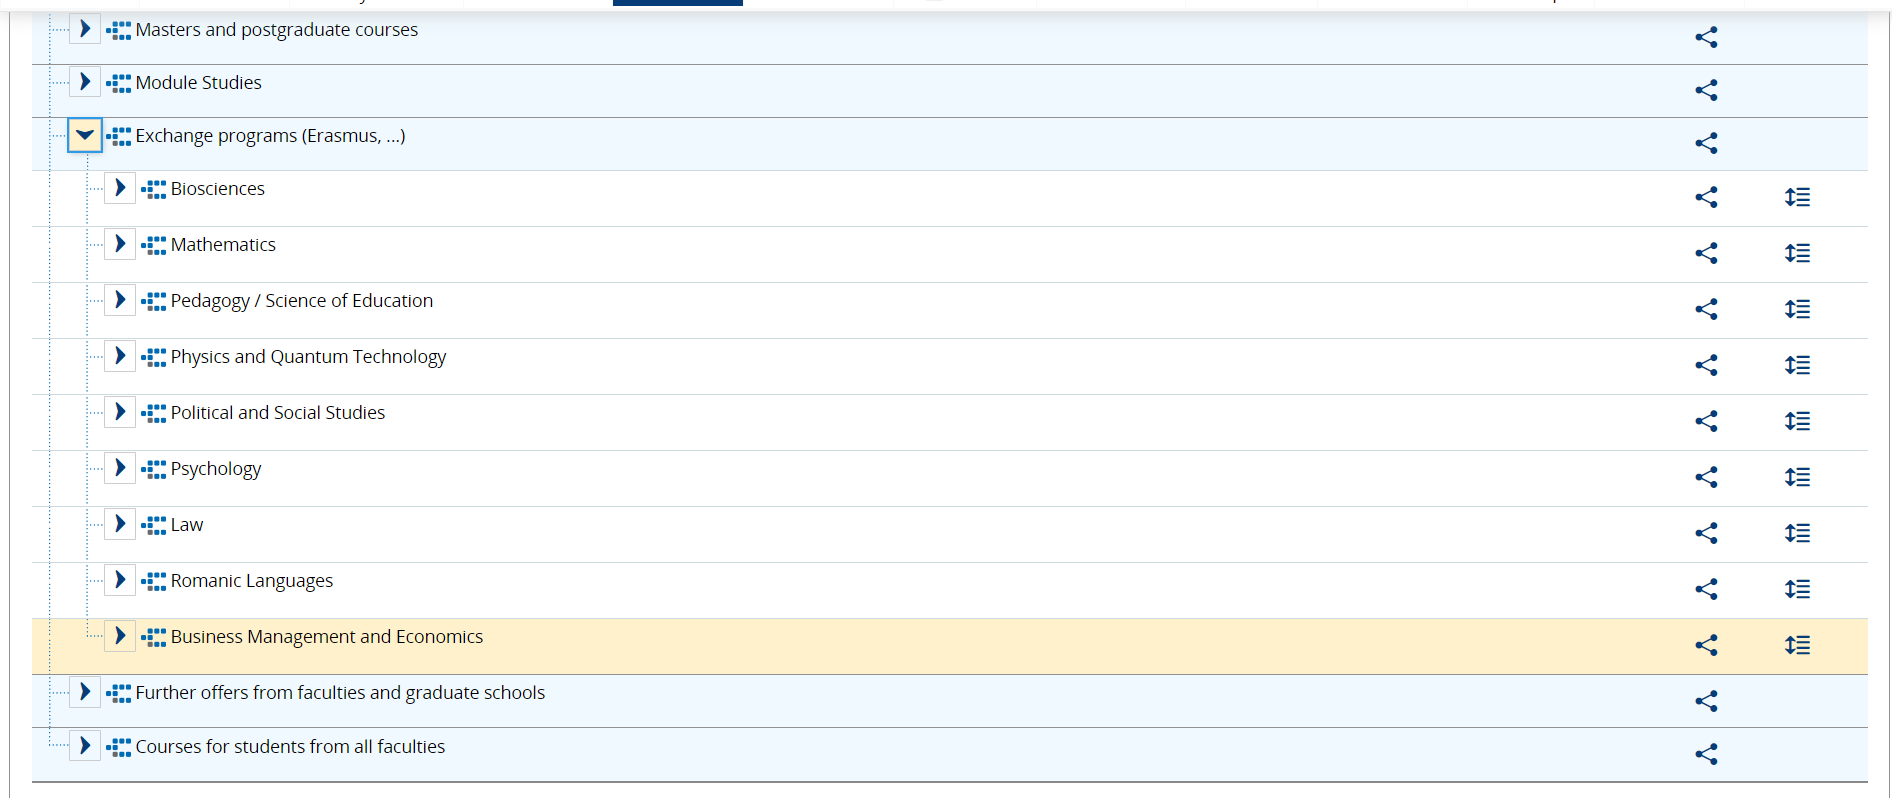 Masters and postgraduate courses
Module Studies
Exchange programs (Erasmus, ...)
Biosciences
Mathematics
Pedagogy / Science of Education
Physics and Quantum Technology
Political and Social Studies
Psychology
Law
Romanic Languages
Business Management and Economics
Further offers from faculties and graduate schools
Courses for students from all faculties